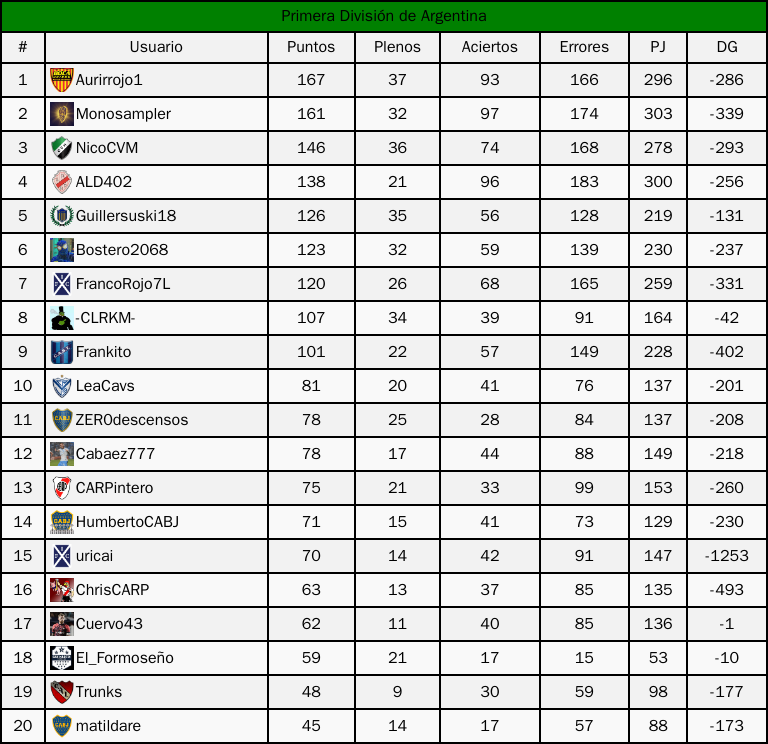 Primera División de Argentina
# Usuario Puntos Plenos Aciertos Errores PJ DG
1 Aurirrojo1 167 37 93 166 296 -286
2 Monosampler 161 32 97 174 303 -339
3 NicoCVM 146 36 74 168 278 -293
4 ALD402 138 21 96 183 300 -256
5 Guillersuski18 126 35 56 128 219 -131
6 Bostero2068 123 32 59 139 230 -237
7 FrancoRojo7L 120 26 68 165 259 -331
8 -CLRKM- 107 34 39 91 164 -42
9 Frankito 101 22 57 149 228 -402
10 LeaCavs 81 20 41 76 137 -201
11 ZER0descensos 78 25 28 84 137 -208
12 Cabaez777 78 17 44 88 149 -218
13 CARPintero 75 21 33 99 153 -260
14 HumbertoCABJ 71 15 41 73 129 -230
15 uricai 70 14 42 91 147 -1253
16 ChrisCARP 63 13 37 85 135 -493
17 Cuervo43 62 11 40 85 136 -1
18 El_Formoseño 59 21 17 15 53 -10
19 Trunks 48 9 30 59 98 -177
20 matildare 45 14 17 57 88 -173